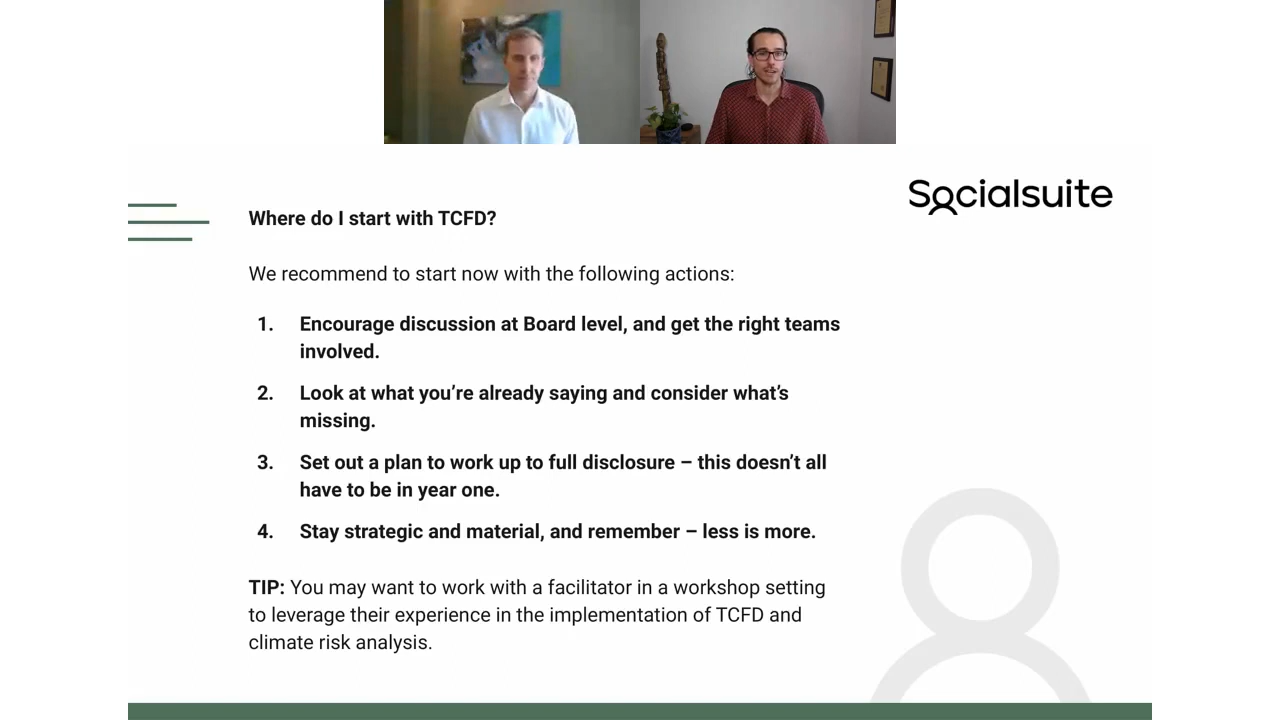 Socialsuite
Where do I start with TCFD?
We recommend to start now with the following actions:
1. Encourage discussion at Board level, and get the right teams
involved.
2. Look at what you’re already saying and consider what’s
missing.
3. Set out a plan to work up to full disclosure – this doesn’t all
have to be in year one.
4. Stay strategic and material, and remember – less is more.
TIP: You may want to work with a facilitator in a workshop setting
to leverage their experience in the implementation of TCFD and
climate risk analysis.